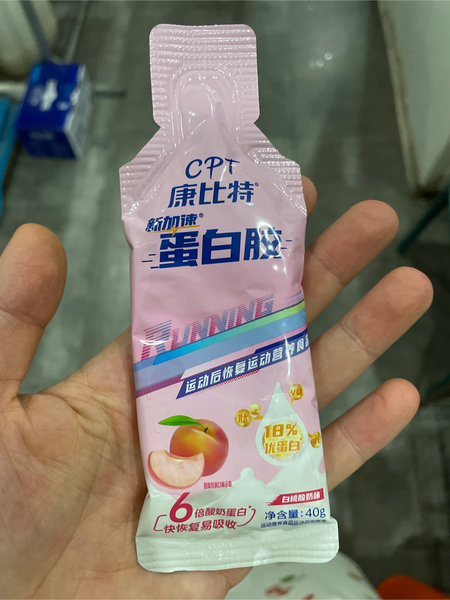 CPT
康比特®
新加速®
蛋白胶
RUNNING
运动后恢复运动营养食品
肽
18%
优蛋白
白桃酸奶味
6倍酸奶蛋白
快恢复易吸收
净含量:40g